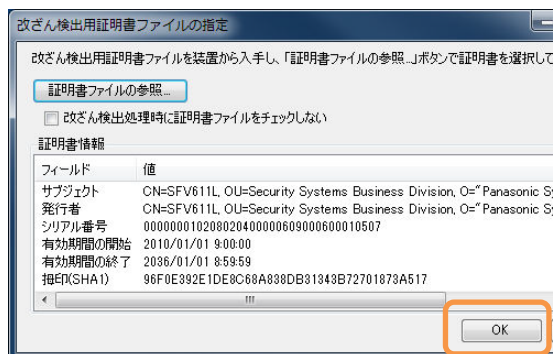 改ざん検出用証明書ファイルの指定
改ざん検出用証明書ファイルを装置から入手し、「証明書ファイルの参照...」ボタンで証明書を選択して
証明書ファイルの参照...
改ざん検出処理時に証明書ファイルをチェックしない
証明書情報
フィールド 値
サブジェクト CN=SFV611L, OU=Security Systems Business Division, O="Panasonic Sy
発行者 CN=SFV611L, OU=Security Systems Business Division, O="Panasonic Sy
シリアル番号 000000010208020400000609000600010507
有効期間の開始 2010/01/01 9:00:00
有効期間の終了 2036/01/01 8:59:59
拇印(SHA1) 96F0E392E1DE8C68A838DB31343B72701873A517
OK